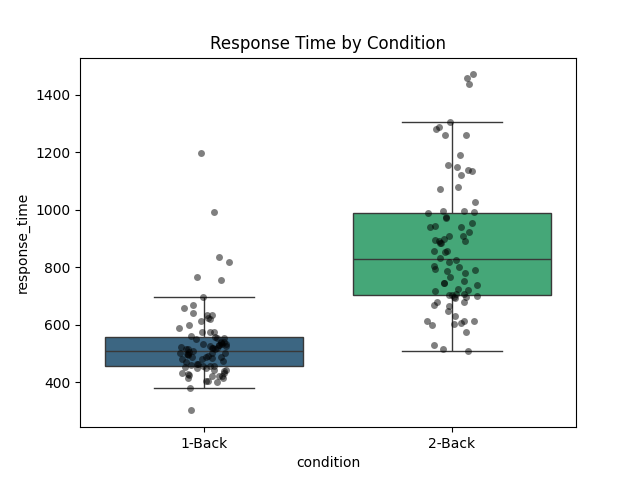 Response Time by Condition
1400
1200
1000
800
600
400
response_time
1-Back
2-Back
condition